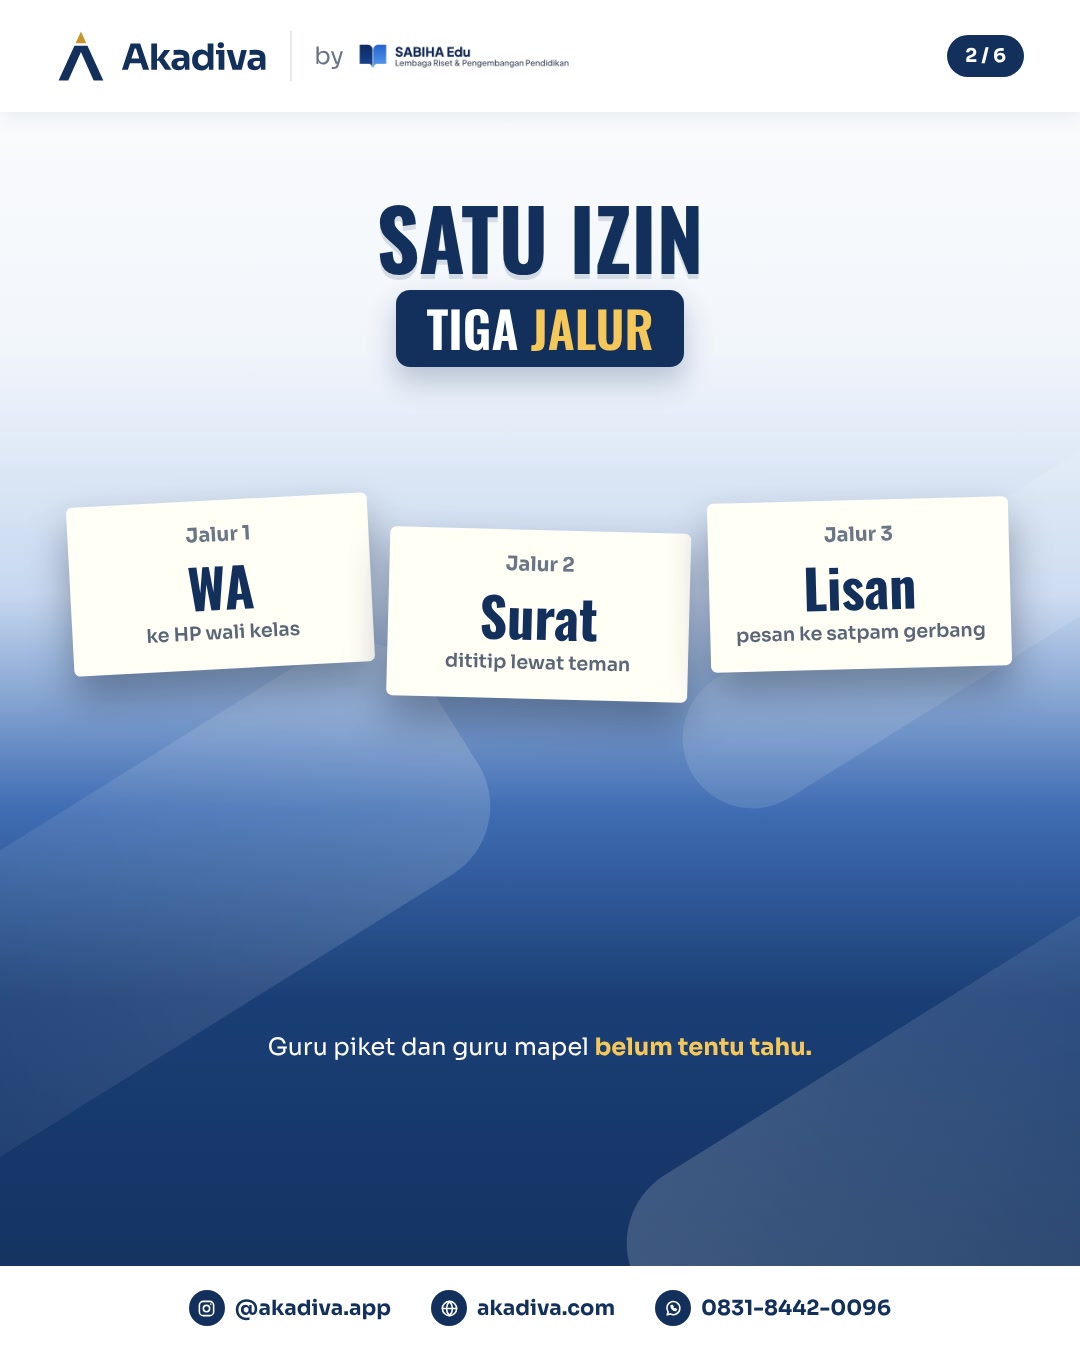 Akadiva
by
SABIHA Edu
Lembaga Riset & Pengembangan Pendidikan
2 / 6
SATU IZIN
TIGA JALUR
Jalur 1
WA
ke HP wali kelas
Jalur 2
Surat
dititip lewat teman
Jalur 3
Lisan
pesan ke satpam gerbang
Guru piket dan guru mapel belum tentu tahu.
@akadiva.app
akadiva.com
0831-8442-0096